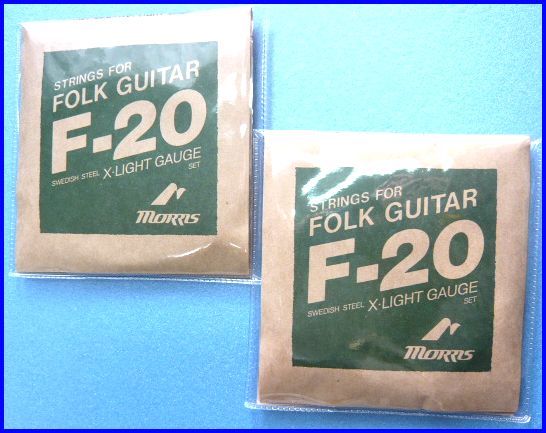 STRINGS FOR
FOLK GUITAR
F-20
SWEDISH STEEL X-LIGHT GAUGE SET
MORRIS
STRINGS FOR
FOLK GUITAR
F-20
SWEDISH STEEL X-LIGHT GAUGE SET
MORRIS